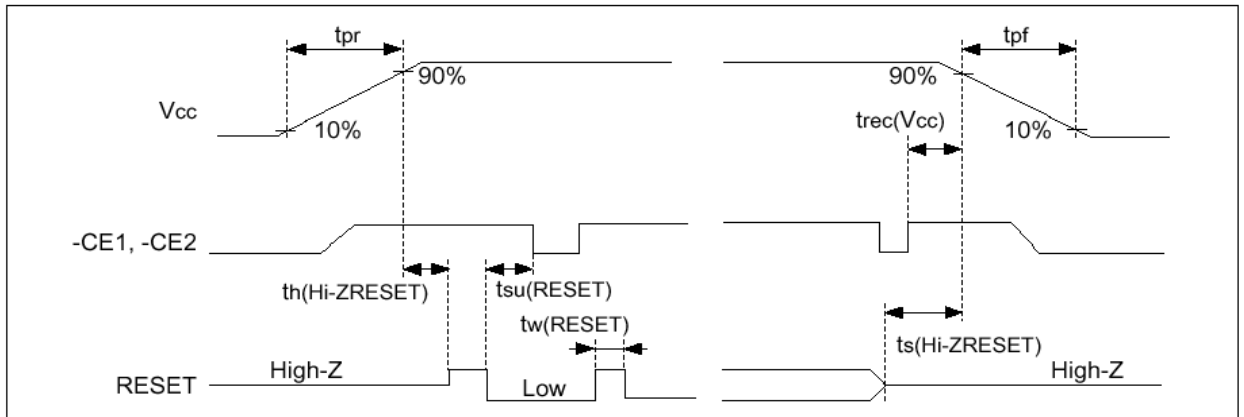 tpr
tpf
90%
90%
Vcc
10%
trec(Vcc)
10%
-CE1, -CE2
th(Hi-ZRESET)
tsu(RESET)
tw(RESET)
ts(Hi-ZRESET)
High-Z
High-Z
RESET
Low